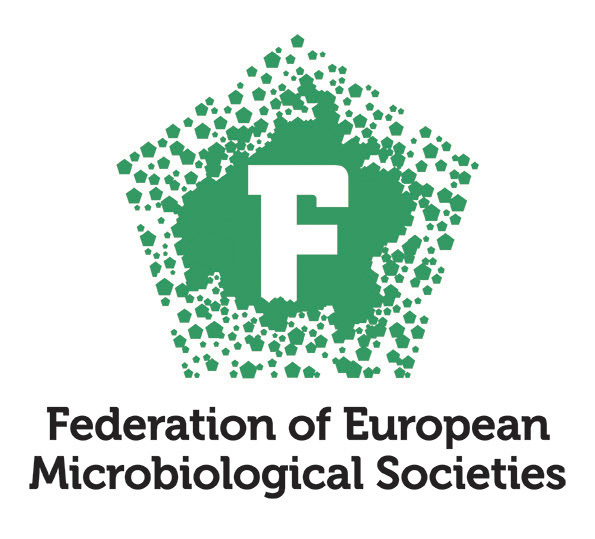 F
Federation of European
Microbiological Societies